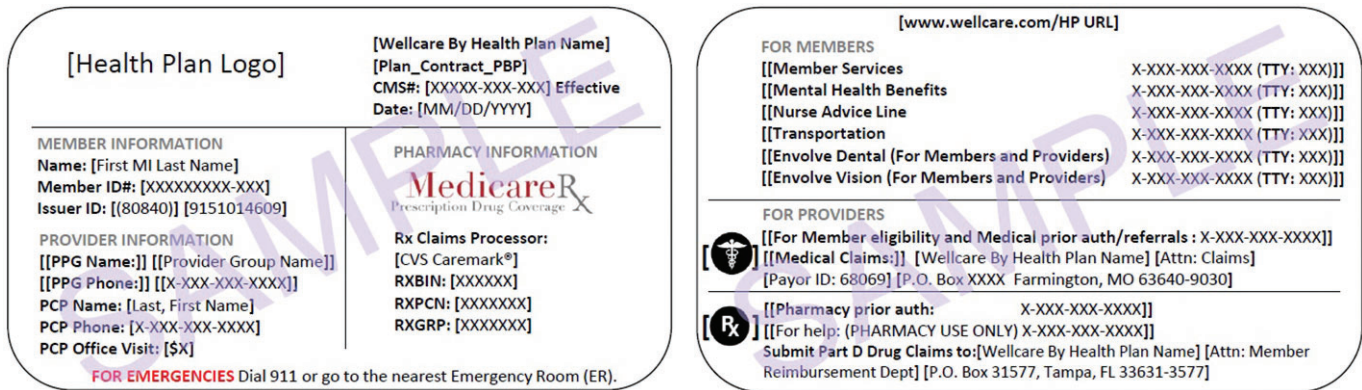 [Health Plan Logo]
[Wellcare By Health Plan Name]
[Plan_Contract_PBP]
CMS#: [XXXXX-XXX-XXX] Effective
Date: [MM/DD/YYYY]
MEMBER INFORMATION
Name: [First MI Last Name]
Member ID#: [XXXXXXXXX-XXX]
Issuer ID: [(80840)] [9151014609]
PROVIDER INFORMATION
[[PPG Name:]] [[Provider Group Name]]
[[PPG Phone:]] [[X-XXX-XXX-XXXX]]
PCP Name: [Last, First Name]
PCP Phone: [X-XXX-XXX-XXXX]
PCP Office Visit: [$X]
PHARMACY INFORMATION
MedicareRx
Prescription Drug Coverage
Rx Claims Processor:
[CVS Caremark®]
RXBIN: [XXXXXX]
RXPCN: [XXXXXXX]
RXGRP: [XXXXXXX]
FOR EMERGENCIES Dial 911 or go to the nearest Emergency Room (ER).
SAMPLE
[www.wellcare.com/HP URL]
FOR MEMBERS
[[Member Services X-XXX-XXX-XXXX (TTY: XXX)]]
[[Mental Health Benefits X-XXX-XXX-XXXX (TTY: XXX)]]
[[Nurse Advice Line X-XXX-XXX-XXXX (TTY: XXX)]]
[[Transportation X-XXX-XXX-XXXX (TTY: XXX)]]
[[Envolve Dental (For Members and Providers) X-XXX-XXX-XXXX (TTY: XXX)]]
[[Envolve Vision (For Members and Providers) X-XXX-XXX-XXXX (TTY: XXX)]]
FOR PROVIDERS
[[For Member eligibility and Medical prior auth/referrals : X-XXX-XXX-XXXX]]
[ ] [[Medical Claims:]] [Wellcare By Health Plan Name] [Attn: Claims]
[Payor ID: 68069] [P.O. Box XXXX Farmington, MO 63640-9030]
[[Pharmacy prior auth: X-XXX-XXX-XXXX]]
[Rx] [[For help: (PHARMACY USE ONLY) X-XXX-XXX-XXXX]]
Submit Part D Drug Claims to:[Wellcare By Health Plan Name] [Attn: Member
Reimbursement Dept] [P.O. Box 31577, Tampa, FL 33631-3577]
SAMPLE